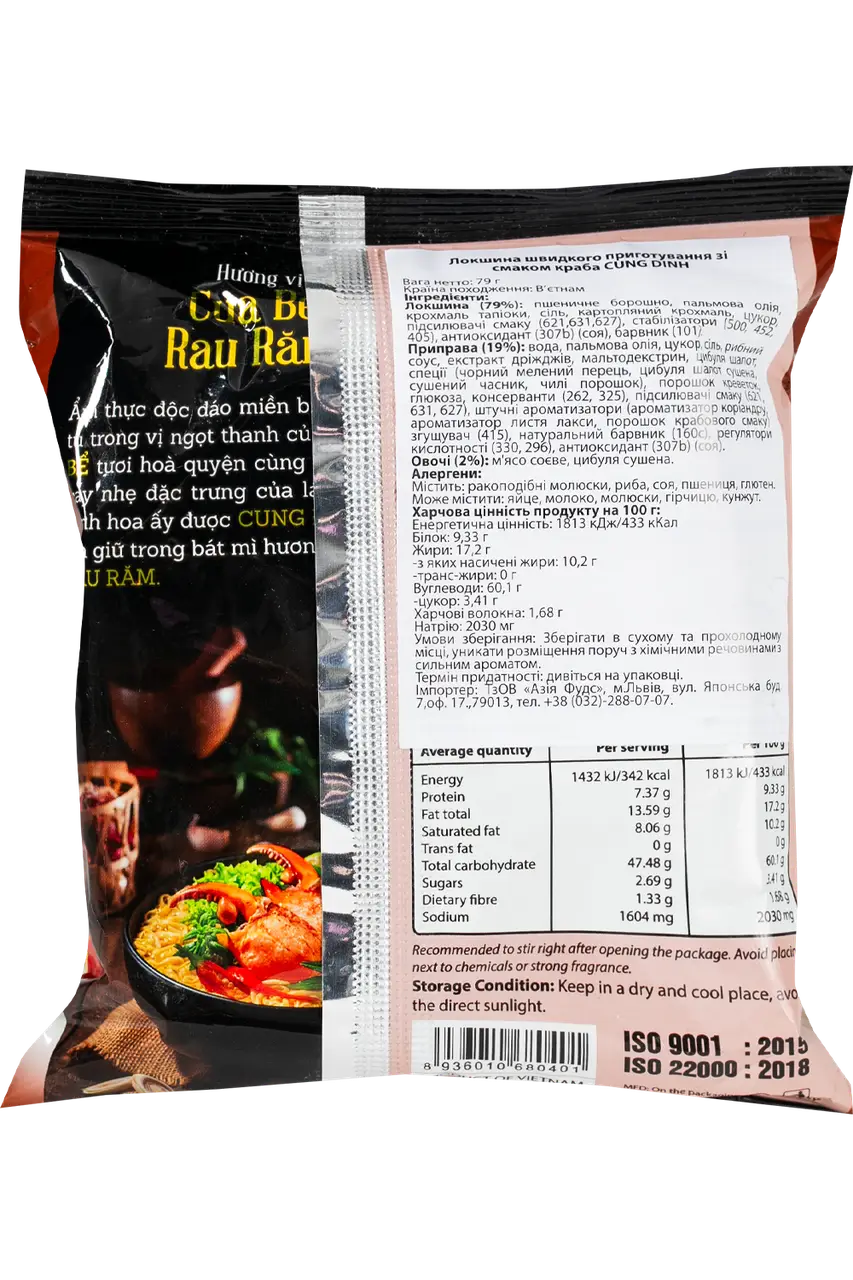 Hương vị
Cua Bể
Rau Răm
thực độc đáo miền b
tụ trong vị ngọt thanh củ
BỂ tươi hoà quyện cùng
nhẹ đặc trưng của lá
hoa ấy được CUNG
giữ trong bát mì hươn
RAU RĂM.
Локшина швидкого приготування зі
смаком краба CUNG DINH
Вага нетто: 79 г
Країна походження: В'єтнам
Інгредієнти:
Локшина (79%): пшеничне борошно, пальмова олія,
крохмаль тапіоки, сіль, картопляний крохмаль, цукор,
підсилювачі смаку (621,631,627), стабілізатори (500, 452,
405), антиоксидант (307b) (соя), барвник (101)
Приправа (19%): вода, пальмова олія, цукор, сіль, рибний
соус, екстракт дріжджів, мальтодекстрин, цибуля шалот,
спеції (чорний мелений перець, цибуля шалот сушена,
сушений часник, чилі порошок), порошок креветок,
глюкоза, консерванти (262, 325), підсилювачі смаку (621,
631, 627), штучні ароматизатори (ароматизатор коріандру,
ароматизатор листя лакси, порошок крабового смаку)
згущувач (415), натуральний барвник (160c), регулятори
кислотності (330, 296), антиоксидант (307b) (соя).
Овочі (2%): м'ясо соєве, цибуля сушена.
Алергени:
Містить: ракоподібні молюски, риба, соя, пшениця, глютен.
Може містити: яйце, молоко, молюски, гірчицю, кунжут.
Харчова цінність продукту на 100 г:
Енергетична цінність: 1813 кДж/433 кКал
Білок: 9,33 г
Жири: 17,2 г
-з яких насичені жири: 10,2 г
-транс-жири: 0 г
Вуглеводи: 60,1 г
-цукор: 3,41 г
Харчові волокна: 1,68 г
Натрію: 2030 мг
Умови зберігання: Зберігати в сухому та прохолодному
місці, уникати розміщення поруч з хімічними речовинами з
сильним ароматом.
Термін придатності: дивіться на упаковці.
Імпортер: ТзОВ «Азія Фудс», м.Львів, вул. Японська буд.
7,оф. 17.,79013, тел. +38 (032)-288-07-07.
Average quantity Per serving Per 100 g
Energy 1432 kJ/342 kcal 1813 kJ/433 kcal
Protein 7.37 g 9.33 g
Fat total 13.59 g 17.2 g
Saturated fat 8.06 g 10.2 g
Trans fat 0 g 0 g
Total carbohydrate 47.48 g 60.1 g
Sugars 2.69 g 3.41 g
Dietary fibre 1.33 g 1.68 g
Sodium 1604 mg 2030 mg
Recommended to stir right after opening the package. Avoid placin
next to chemicals or strong fragrance.
Storage Condition: Keep in a dry and cool place, avo
the direct sunlight.
8 936010 680401
PRODUCT OF VIETNAM
ISO 9001 : 2015
ISO 22000 : 2018
MFD: On the packaging